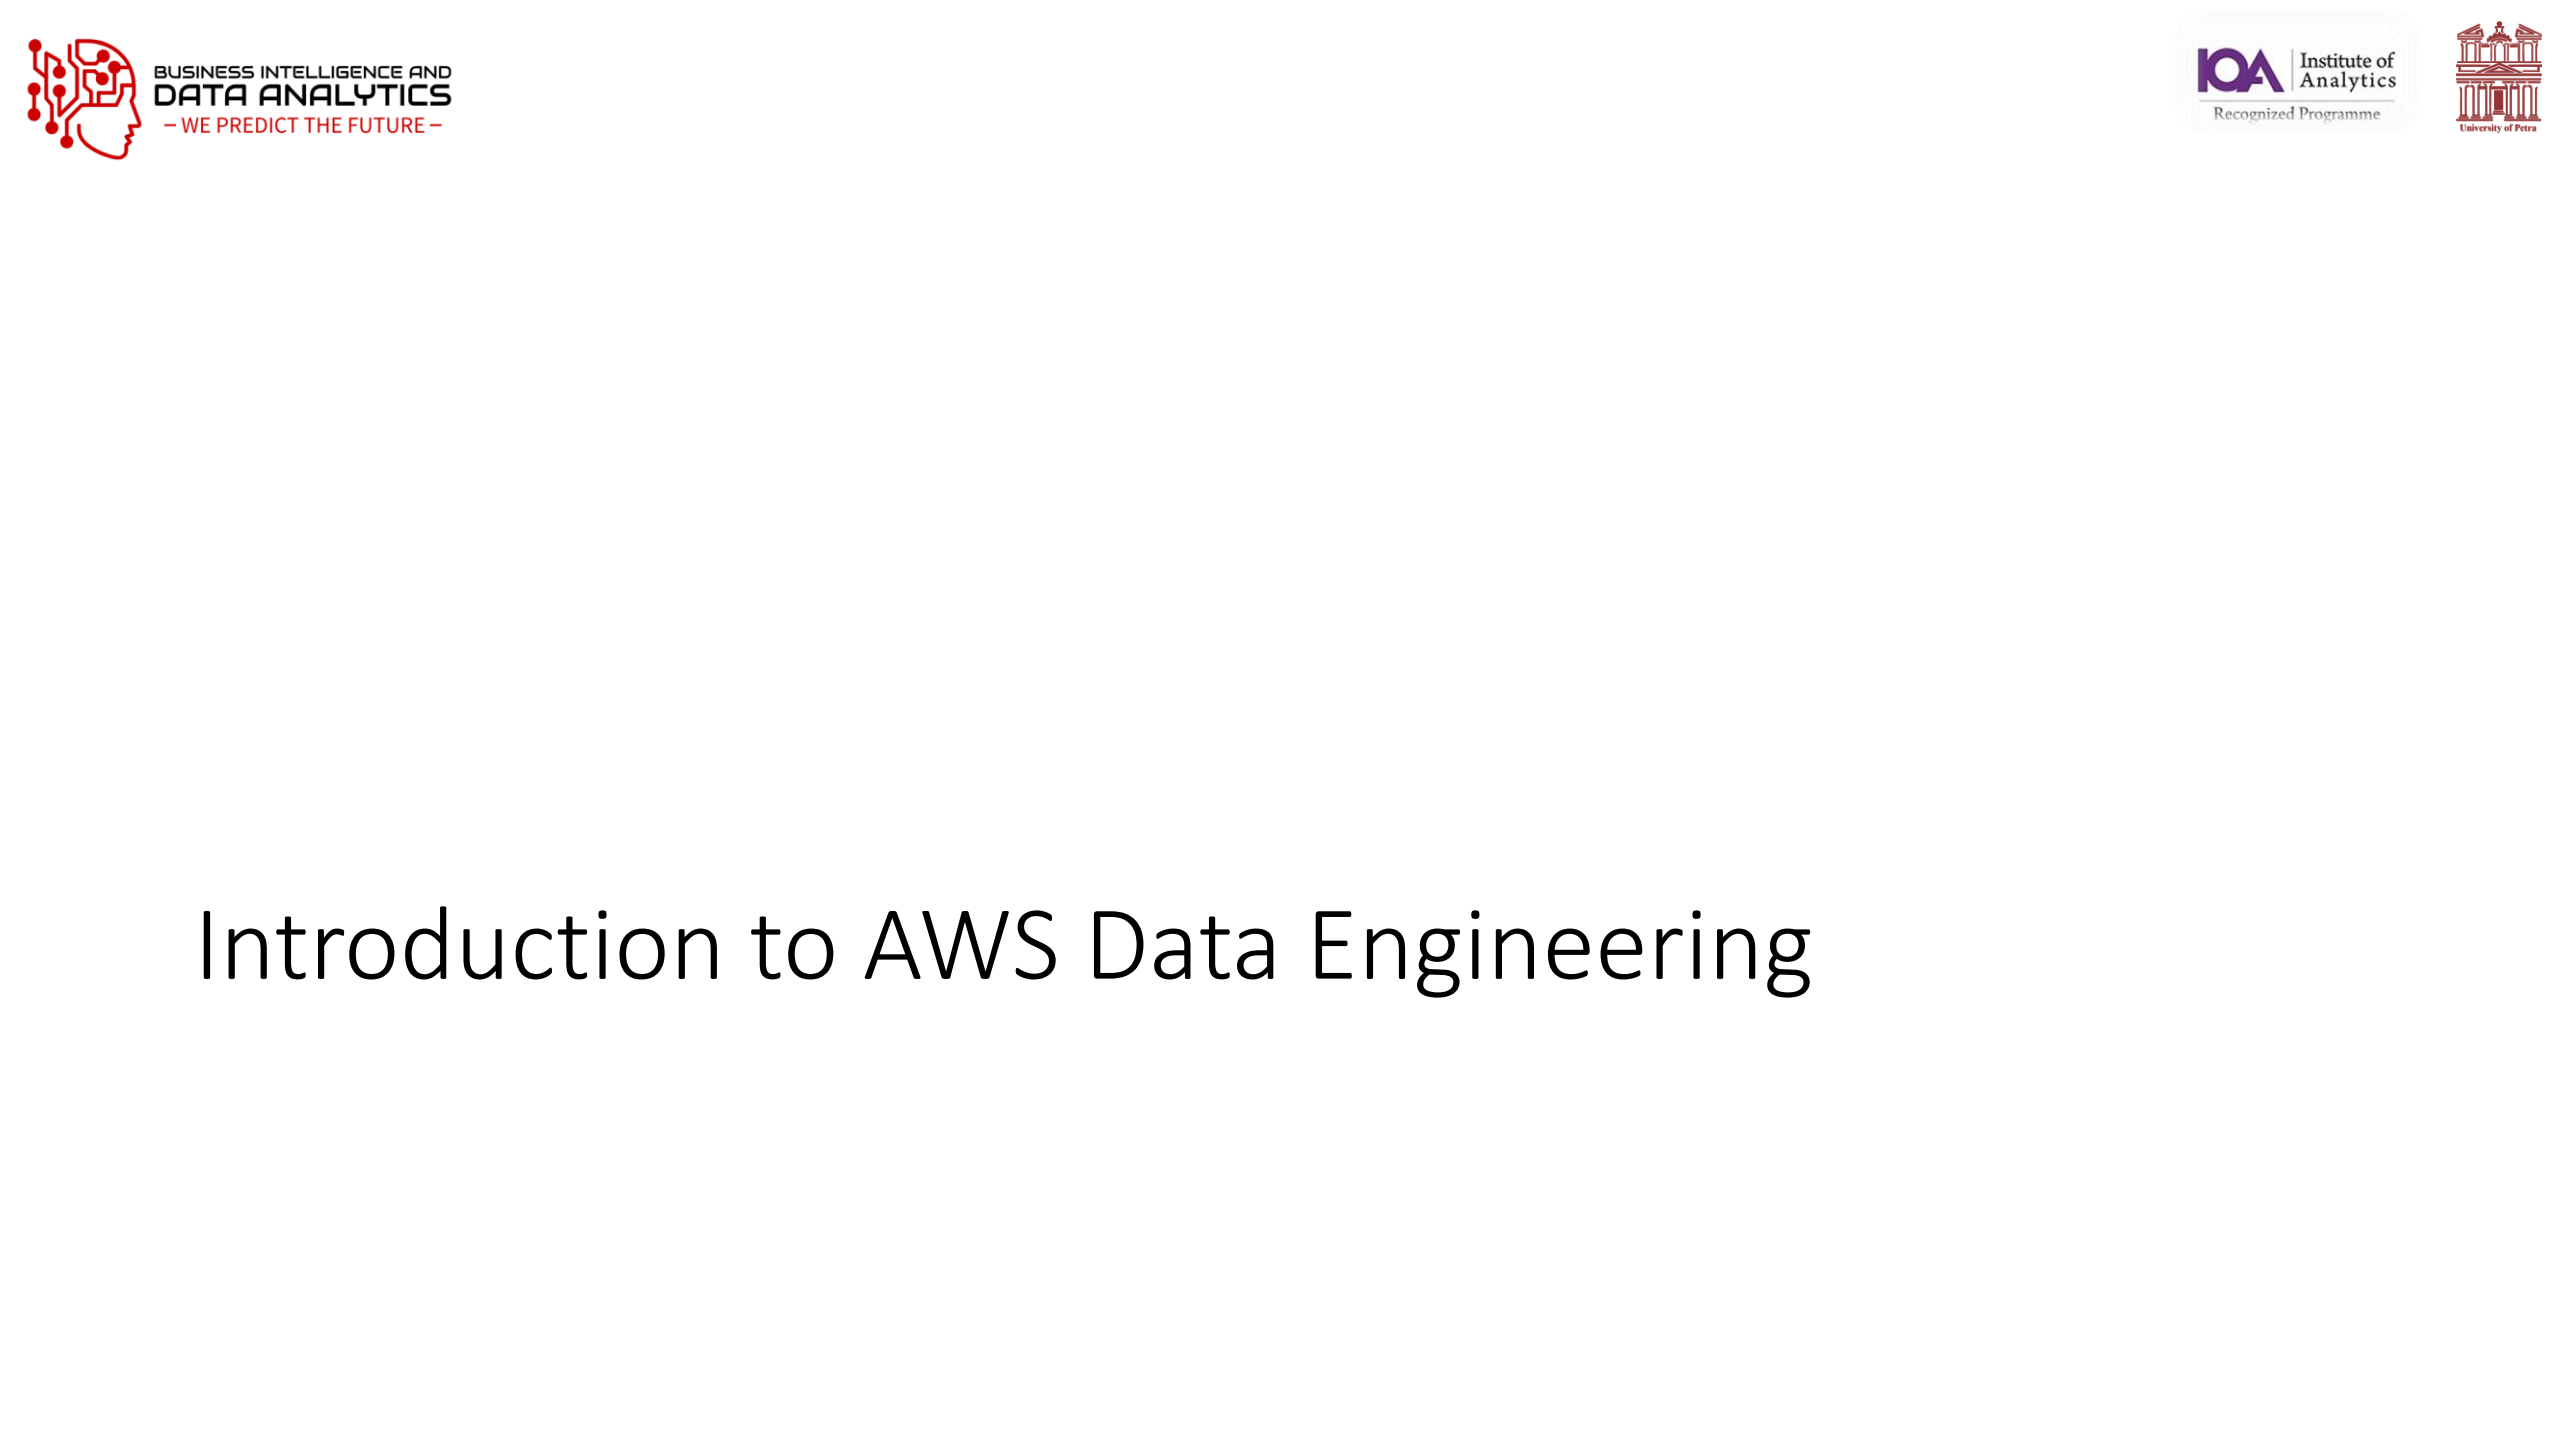 BUSINESS INTELLIGENCE AND
DATA ANALYTICS
– WE PREDICT THE FUTURE –
IOA
Institute of
Analytics
Recognized Programme
University of Petra
Introduction to AWS Data Engineering